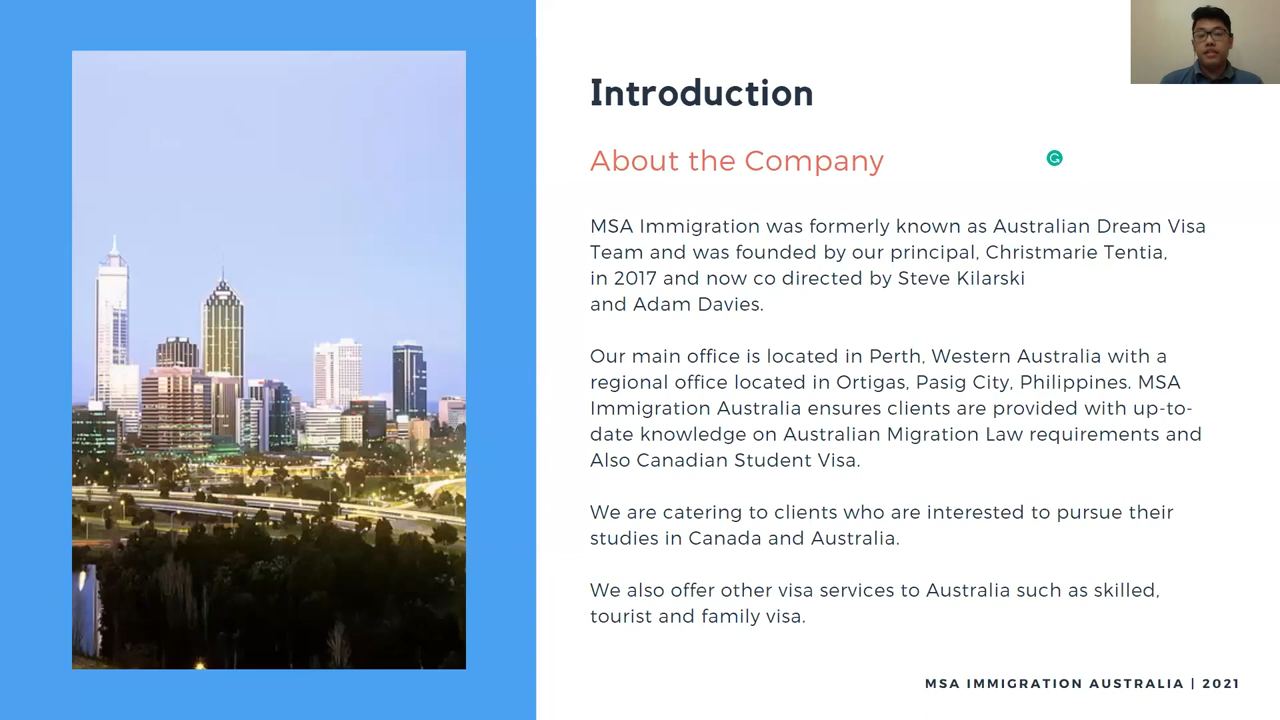 Introduction
About the Company
MSA Immigration was formerly known as Australian Dream Visa
Team and was founded by our principal, Christmarie Tentia,
in 2017 and now co directed by Steve Kilarski
and Adam Davies.
Our main office is located in Perth, Western Australia with a
regional office located in Ortigas, Pasig City, Philippines. MSA
Immigration Australia ensures clients are provided with up-to-
date knowledge on Australian Migration Law requirements and
Also Canadian Student Visa.
We are catering to clients who are interested to pursue their
studies in Canada and Australia.
We also offer other visa services to Australia such as skilled,
tourist and family visa.
MSA IMMIGRATION AUSTRALIA | 2021